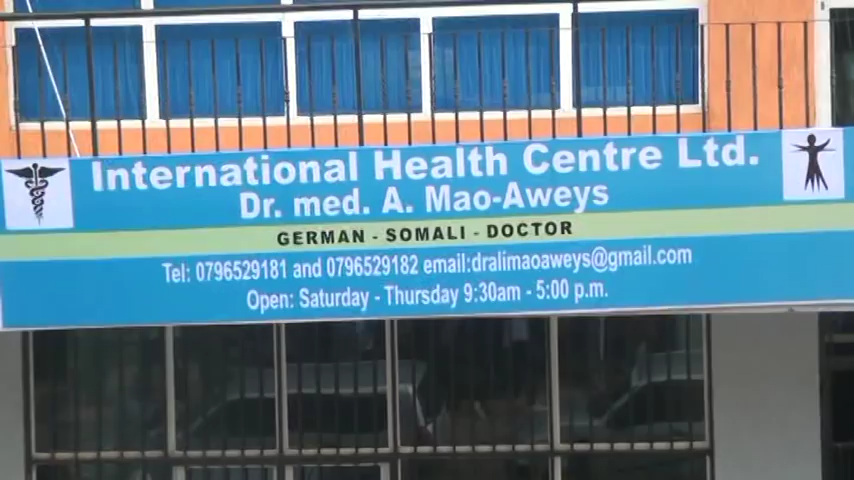 International Health Centre Ltd.
Dr. med. A. Mao-Aweys
GERMAN - SOMALI - DOCTOR
Tel: 0796529181 and 0796529182 email:dralimaoaweys@gmail.com
Open: Saturday - Thursday 9:30am - 5:00 p.m.